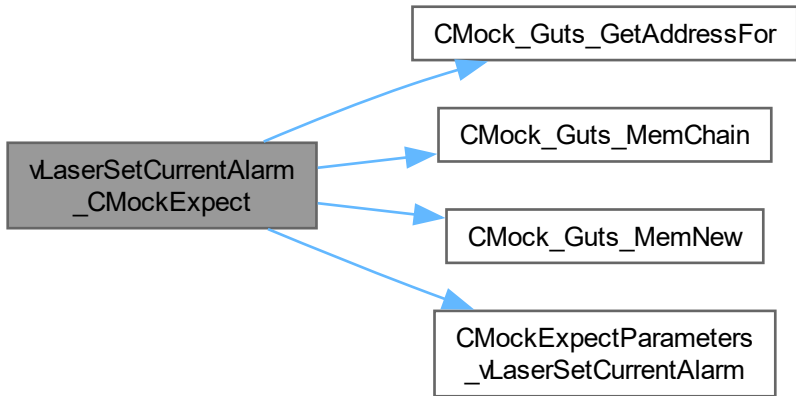 CMock_Guts_GetAddressFor
CMock_Guts_MemChain
vLaserSetCurrentAlarm
_CMockExpect
CMock_Guts_MemNew
CMockExpectParameters
_vLaserSetCurrentAlarm